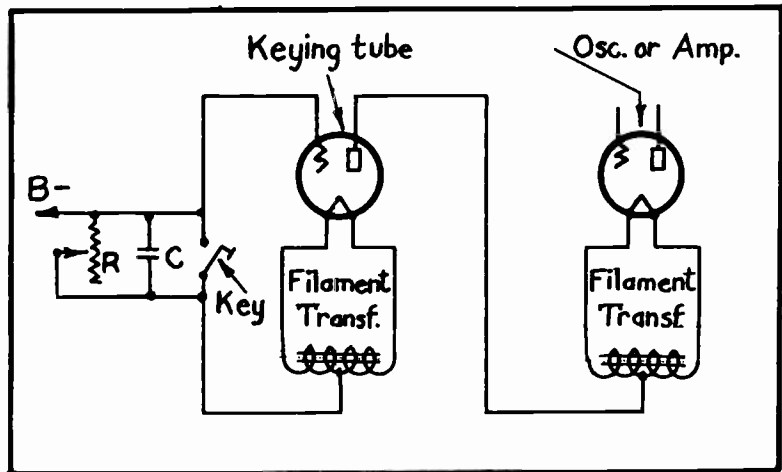 Keying tube
Osc. or Amp.
B-
R
C
Key
Filament
Transf.
Filament
Transf.